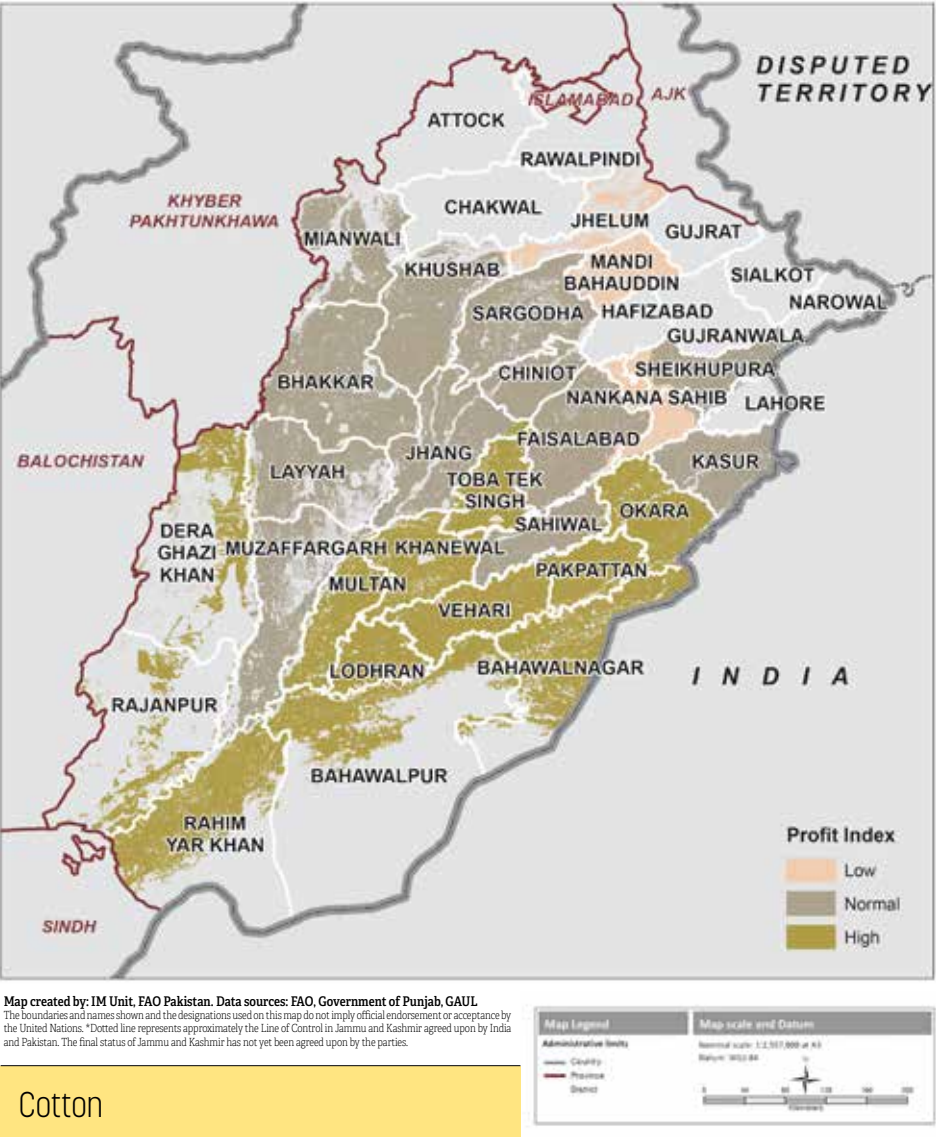 DISPUTED
TERRITORY
ISLAMABAD
AJK
ATTOCK
RAWALPINDI
KHYBER
PAKHTUNKHAWA
CHAKWAL
JHELUM
GUJRAT
MIANWALI
KHUSHAB
MANDI
BAHAUDDIN
SIALKOT
NAROWAL
SARGODHA
HAFIZABAD
GUJRANWALA
BHAKKAR
CHINIOT
SHEIKHUPURA
NANKANA SAHIB
LAHORE
BALOCHISTAN
LAYYAH
JHANG
FAISALABAD
KASUR
TOBA TEK
SINGH
OKARA
SAHIWAL
DERA
GHAZI
KHAN
MUZAFFARGARH
KHANEWAL
MULTAN
PAKPATTAN
VEHARI
LODHRAN
BAHAWALNAGAR
INDIA
RAJANPUR
BAHAWALPUR
RAHIM
YAR KHAN
SINDH
Profit Index
Low
Normal
High
Map created by: IM Unit, FAO Pakistan. Data sources: FAO, Government of Punjab, GAUL
The boundaries and names shown and the designations used on this map do not imply official endorsement or acceptance by
the United Nations. *Dotted line represents approximately the Line of Control in Jammu and Kashmir agreed upon by India
and Pakistan. The final status of Jammu and Kashmir has not yet been agreed upon by the parties.
Map Legend
Administrative limits
County
Province
District
Map scale and Datum
Kilometers
Cotton